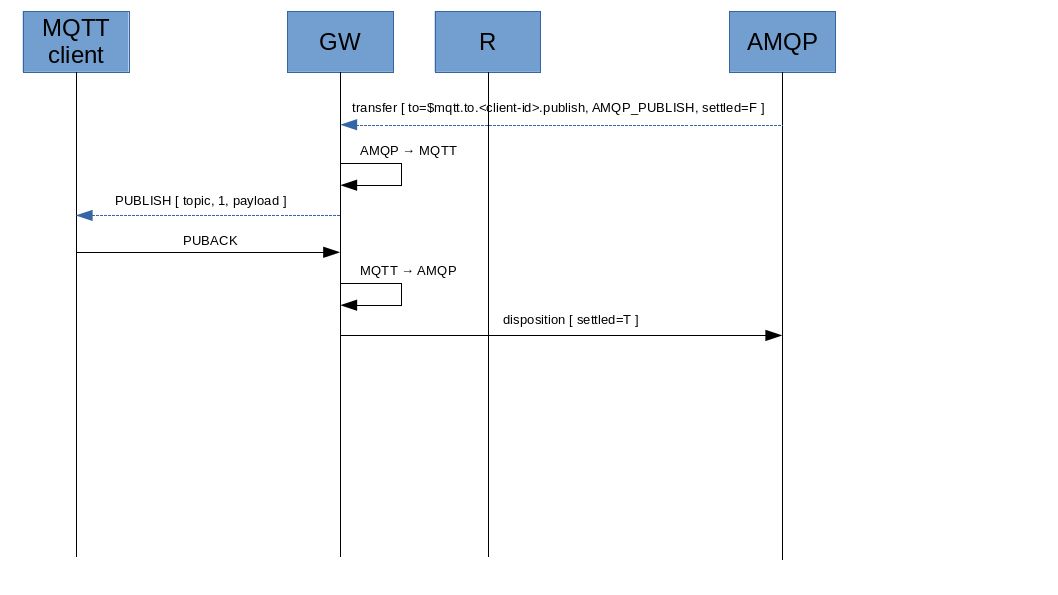 MQTT
client
GW
R
AMQP
transfer [ to=$mqtt.to.<client-id>.publish, AMQP_PUBLISH, settled=F ]
AMQP → MQTT
PUBLISH [ topic, 1, payload ]
PUBACK
MQTT → AMQP
disposition [ settled=T ]